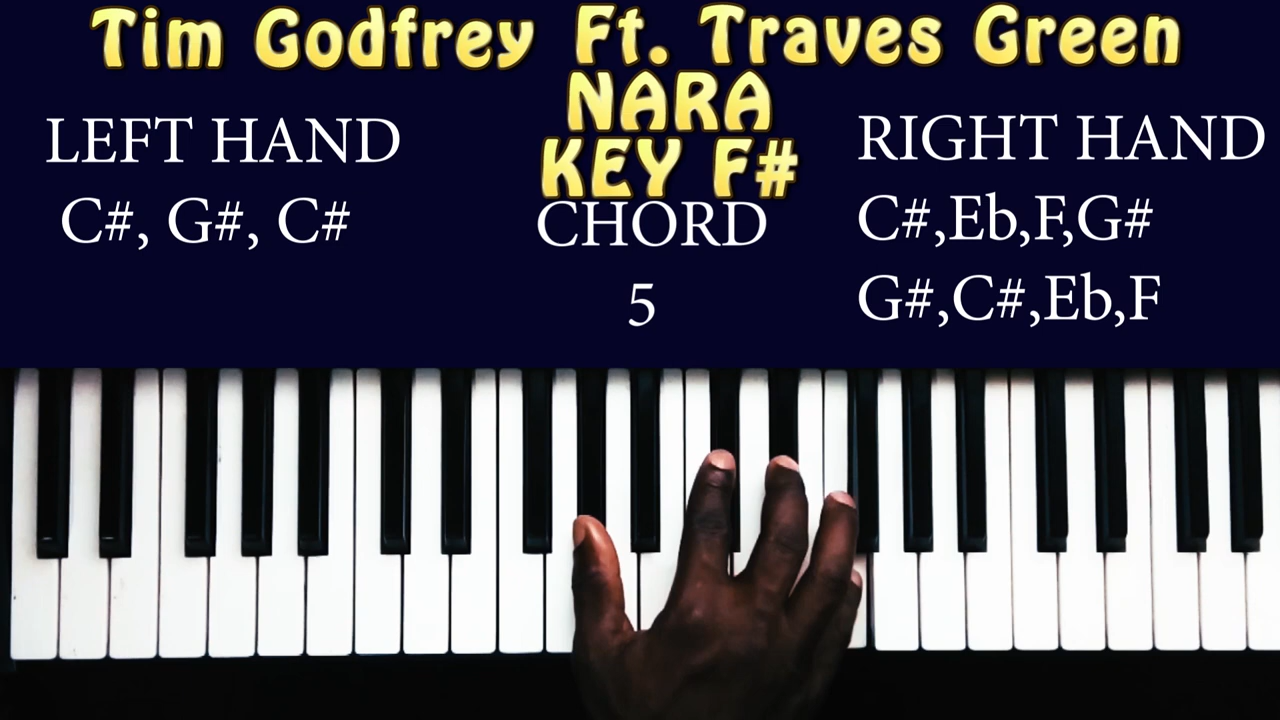 Tim Godfrey Ft. Traves Green
NARA
KEY F#
LEFT HAND
C#, G#, C#
CHORD
5
RIGHT HAND
C#,Eb,F,G#
G#,C#,Eb,F